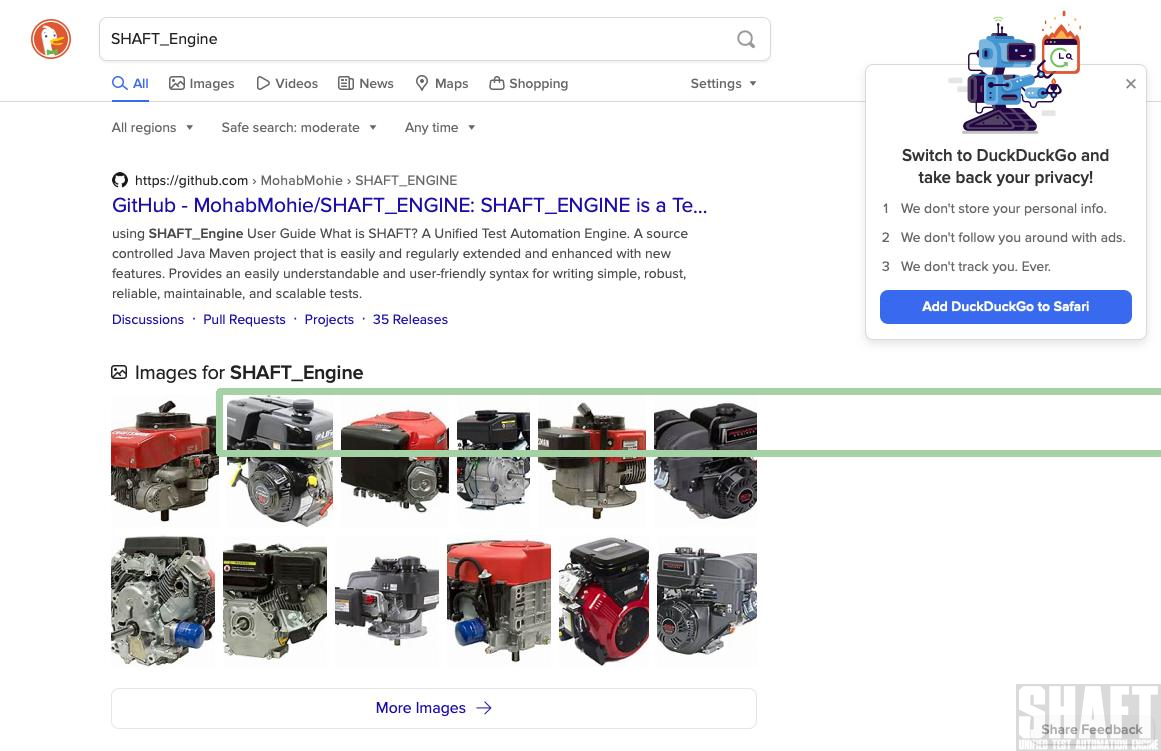 SHAFT_Engine
All
Images
Videos
News
Maps
Shopping
Settings
All regions
Safe search: moderate
Any time
https://github.com › MohabMohie › SHAFT_ENGINE
GitHub - MohabMohie/SHAFT_ENGINE: SHAFT_ENGINE is a Te...
using SHAFT_Engine User Guide What is SHAFT? A Unified Test Automation Engine. A source
controlled Java Maven project that is easily and regularly extended and enhanced with new
features. Provides an easily understandable and user-friendly syntax for writing simple, robust,
reliable, maintainable, and scalable tests.
Discussions · Pull Requests · Projects · 35 Releases
Images for SHAFT_Engine
More Images
Switch to DuckDuckGo and
take back your privacy!
1 We don't store your personal info.
2 We don't follow you around with ads.
3 We don't track you. Ever.
Add DuckDuckGo to Safari
SHAFT
Share Feedback